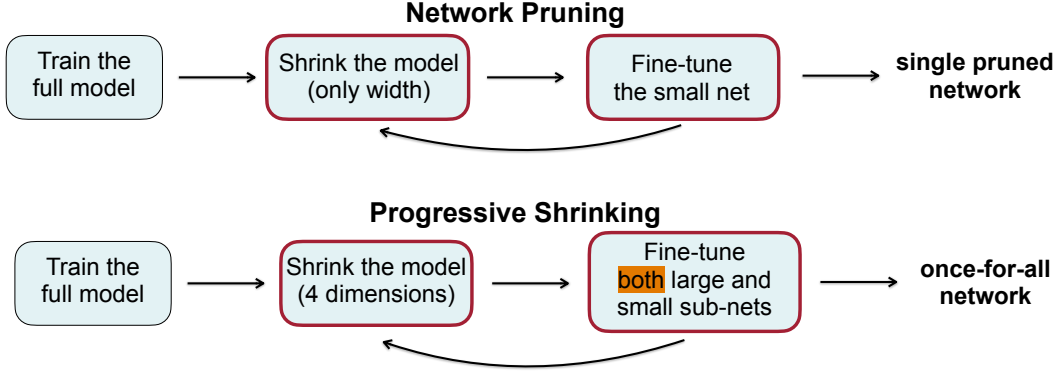 Network Pruning
Train the
full model
Shrink the model
(only width)
Fine-tune
the small net
single pruned
network
Progressive Shrinking
Train the
full model
Shrink the model
(4 dimensions)
Fine-tune
both large and
small sub-nets
once-for-all
network